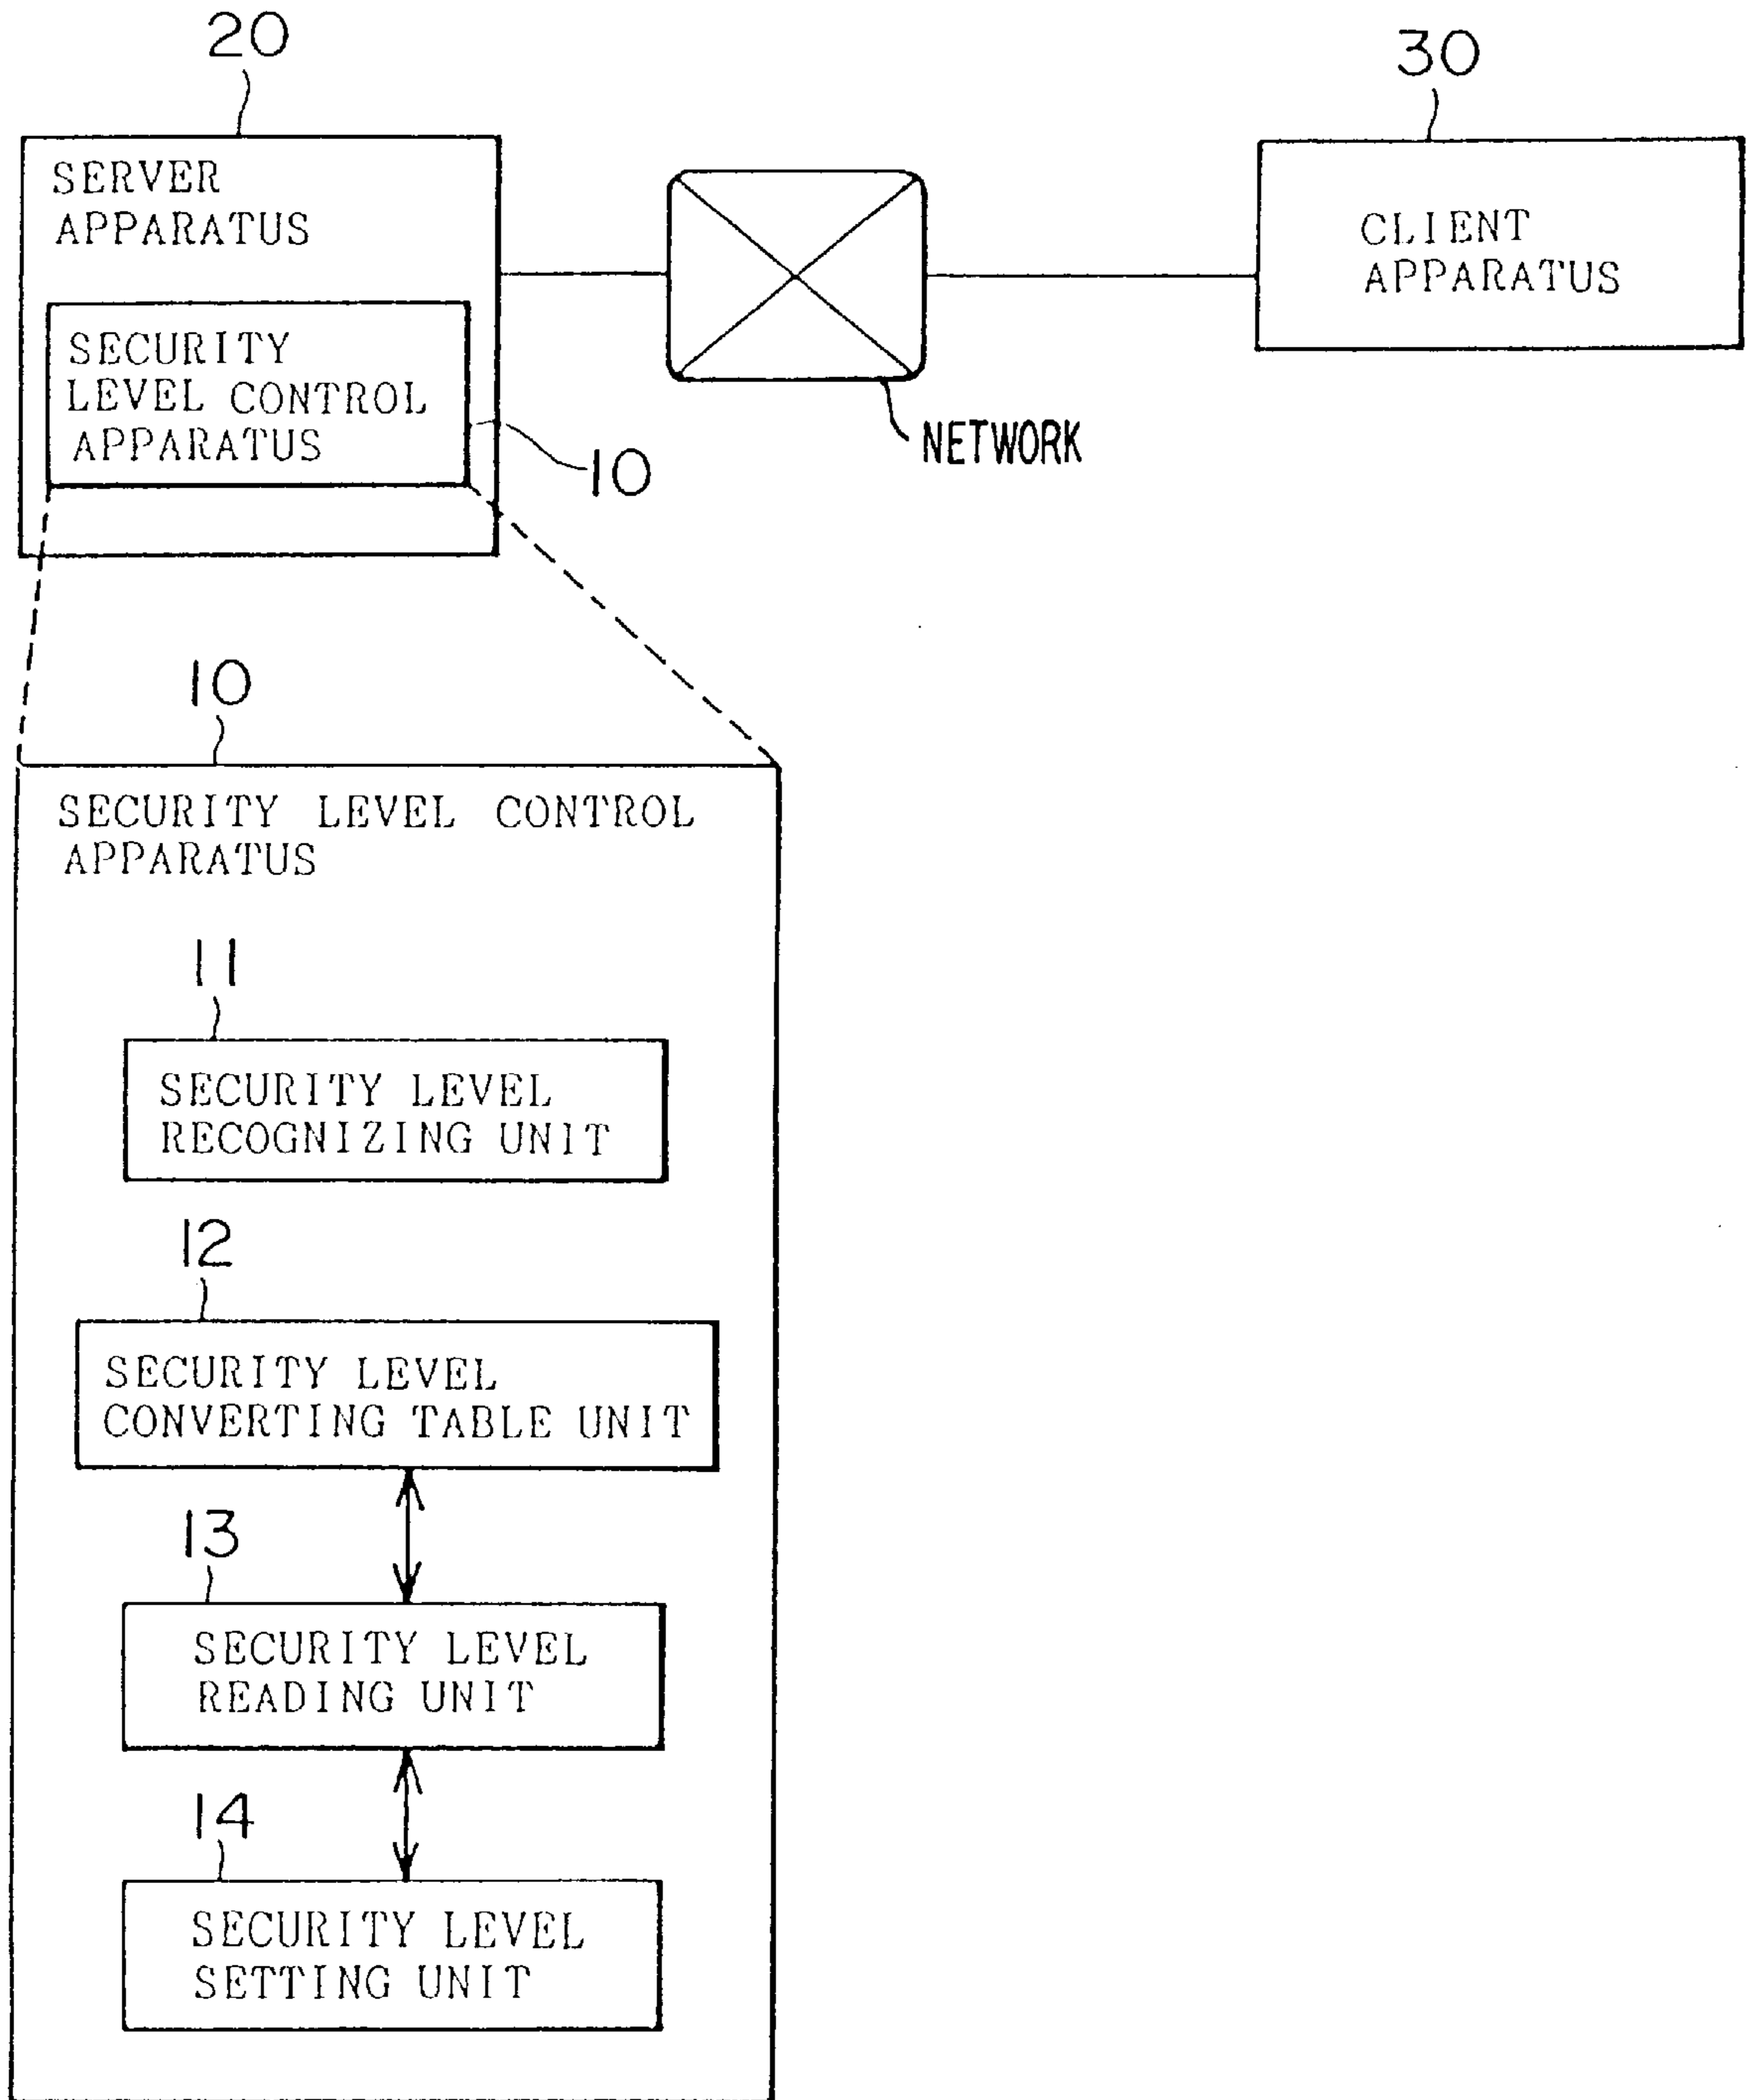 20
30
SERVER
APPARATUS
SECURITY
LEVEL CONTROL
APPARATUS
10
NETWORK
CLIENT
APPARATUS
10
SECURITY LEVEL CONTROL
APPARATUS
11
SECURITY LEVEL
RECOGNIZING UNIT
12
SECURITY LEVEL
CONVERTING TABLE UNIT
13
SECURITY LEVEL
READING UNIT
14
SECURITY LEVEL
SETTING UNIT